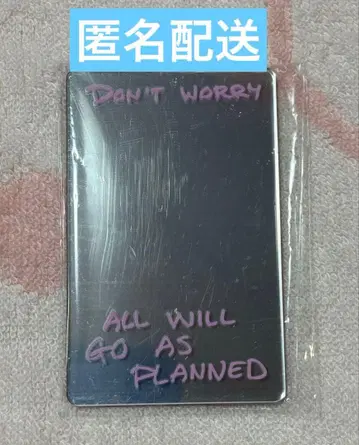 匿名配送
DON'T WORRY
ALL WILL
GO AS
PLANNED